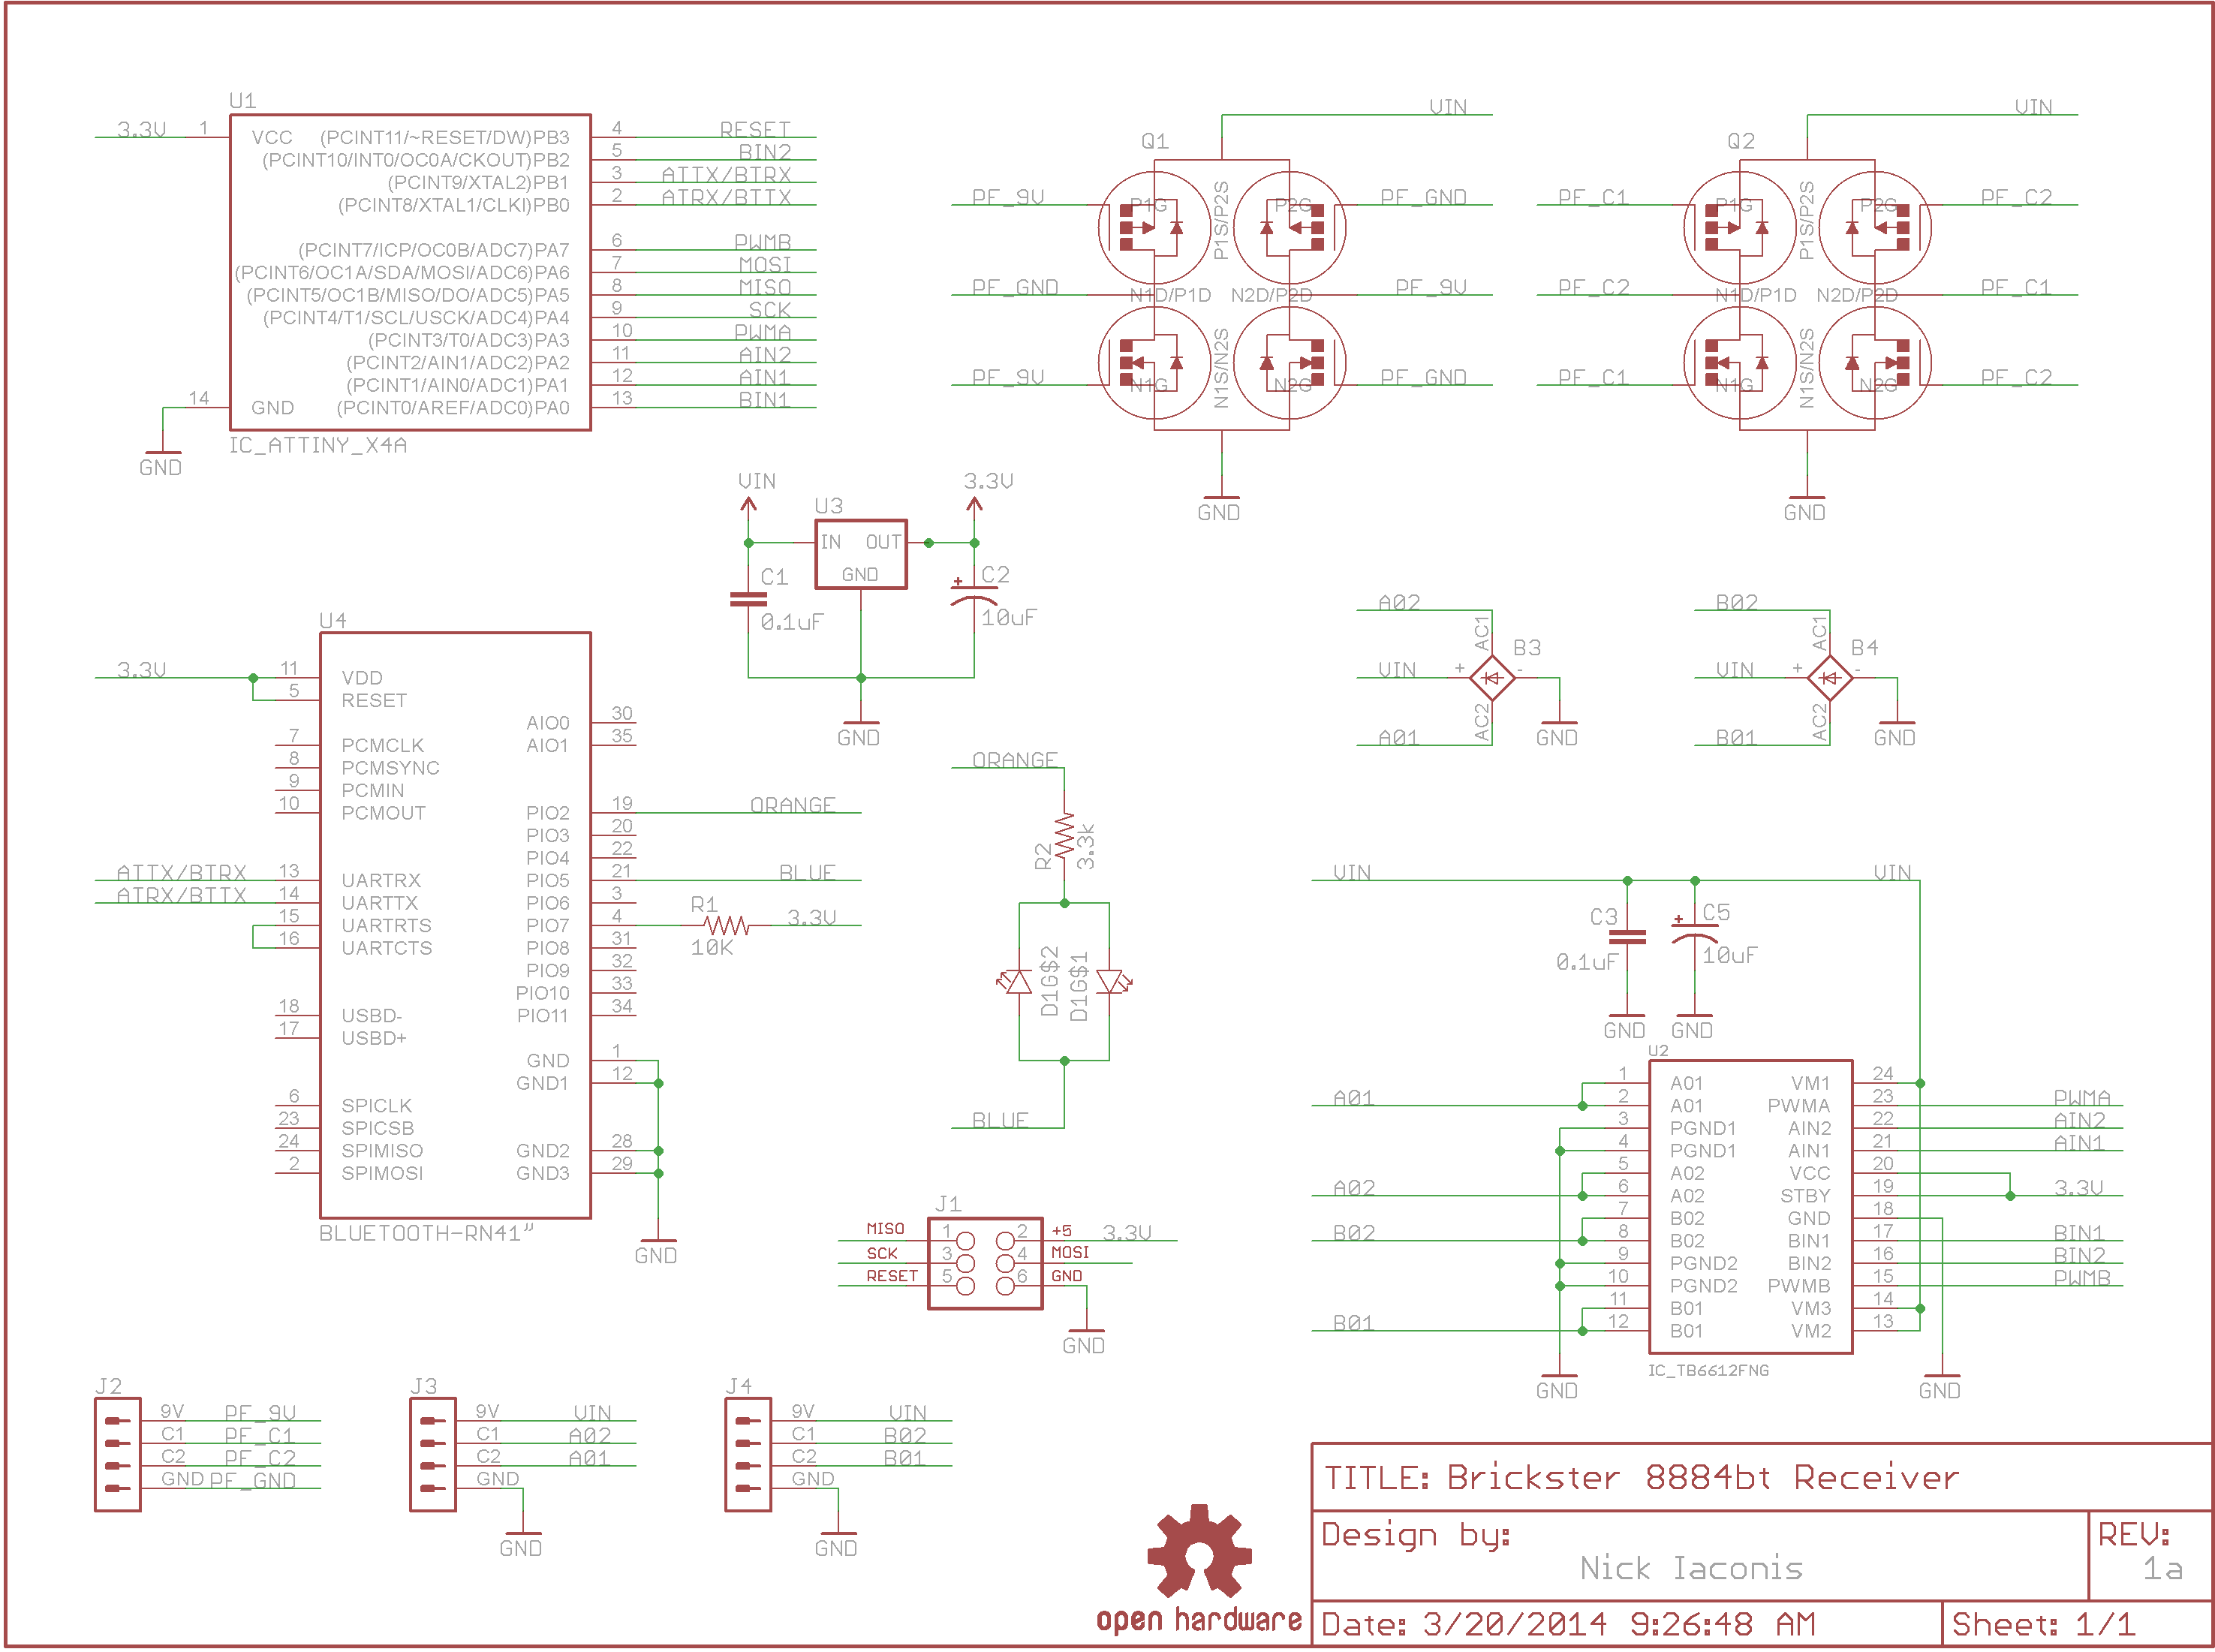 U1
3.3V 1 VCC (PCINT11/~RESET/DW)PB3 4 RESET
(PCINT10/INT0/OC0A/CKOUT)PB2 5 BIN2
(PCINT9/XTAL2)PB1 3 ATTX/BTRX
(PCINT8/XTAL1/CLKI)PB0 2 ATRX/BTTX
(PCINT7/ICP/OC0B/ADC7)PA7 6 PWMB
(PCINT6/OC1A/SDA/MOSI/ADC6)PA6 7 MOSI
(PCINT5/OC1B/MISO/DO/ADC5)PA5 8 MISO
(PCINT4/T1/SCL/USCK/ADC4)PA4 9 SCK
(PCINT3/T0/ADC3)PA3 10 PWMA
(PCINT2/AIN1/ADC2)PA2 11 AIN2
(PCINT1/AIN0/ADC1)PA1 12 AIN1
14 GND (PCINT0/AREF/ADC0)PA0 13 BIN1
IC_ATTINY_X4A
GND
VIN
Q1
PF_9V P1G P1S/P2S P2G PF_GND
PF_GND N1D/P1D N2D/P2D PF_9V
PF_9V N1G N1S/N2S N2G PF_GND
GND
VIN
Q2
PF_C1 P1G P1S/P2S P2G PF_C2
PF_C2 N1D/P1D N2D/P2D PF_C1
PF_C1 N1G N1S/N2S N2G PF_C2
GND
VIN 3.3V
U3
IN OUT
GND
C1 + C2
0.1uF 10uF
GND
A02 AC1
VIN + - B3
A01 AC2 GND
B02 AC1
VIN + - B4
B01 AC2 GND
U4
3.3V 11 VDD
5 RESET
AIO0 30
7 PCMCLK AIO1 35
8 PCMSYNC
9 PCMIN
10 PCMOUT PIO2 19 ORANGE
PIO3 20
PIO4 22
ATTX/BTRX 13 UARTRX PIO5 21 BLUE
ATRX/BTTX 14 UARTTX PIO6 3
15 UARTRTS PIO7 4 R1 10K 3.3V
16 UARTCTS PIO8 31
PIO9 32
PIO10 33
18 USBD- PIO11 34
17 USBD+
GND 1
GND1 12
6 SPICLK
23 SPICSB
24 SPIMISO GND2 28
2 SPIMOSI GND3 29
BLUETOOTH-RN41"
GND
ORANGE
R2 3.3k
D1G$2 D1G$1
BLUE
VIN VIN
C3 + C5
0.1uF 10uF
GND GND
U2
1 A01 VM1 24
A01 2 A01 PWMA 23 PWMA
3 PGND1 AIN2 22 AIN2
4 PGND1 AIN1 21 AIN1
5 A02 VCC 20
A02 6 A02 STBY 19 3.3V
7 B02 GND 18
B02 8 B02 BIN1 17 BIN1
9 PGND2 BIN2 16 BIN2
10 PGND2 PWMB 15 PWMB
11 B01 VM3 14
B01 12 B01 VM2 13
GND IC_TB6612FNG GND
J1
MISO 1 2 +5 3.3V
SCK 3 4 MOSI
RESET 5 6 GND
GND
J2
9V PF_9V
C1 PF_C1
C2 PF_C2
GND PF_GND
J3
9V VIN
C1 A02
C2 A01
GND
GND
J4
9V VIN
C1 B02
C2 B01
GND
GND
open hardware
TITLE: Brickster 8884bt Receiver
Design by:
Nick Iaconis
REV:
1a
Date: 3/20/2014 9:26:48 AM
Sheet: 1/1